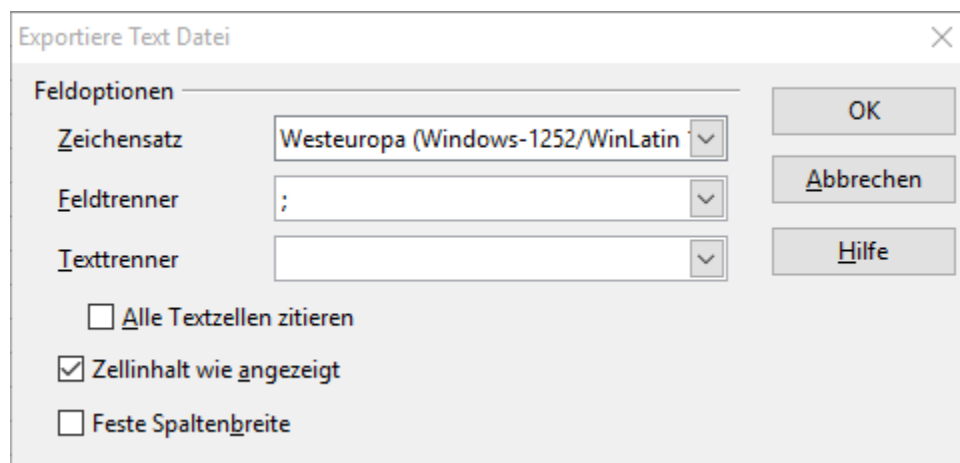 Exportiere Text Datei
Feldoptionen
OK
Zeichensatz
Westeuropa (Windows-1252/WinLatin
Abbrechen
Feldtrenner
;
Hilfe
Texttrenner
Alle Textzellen zitieren
Zellinhalt wie angezeigt
Feste Spaltenbreite